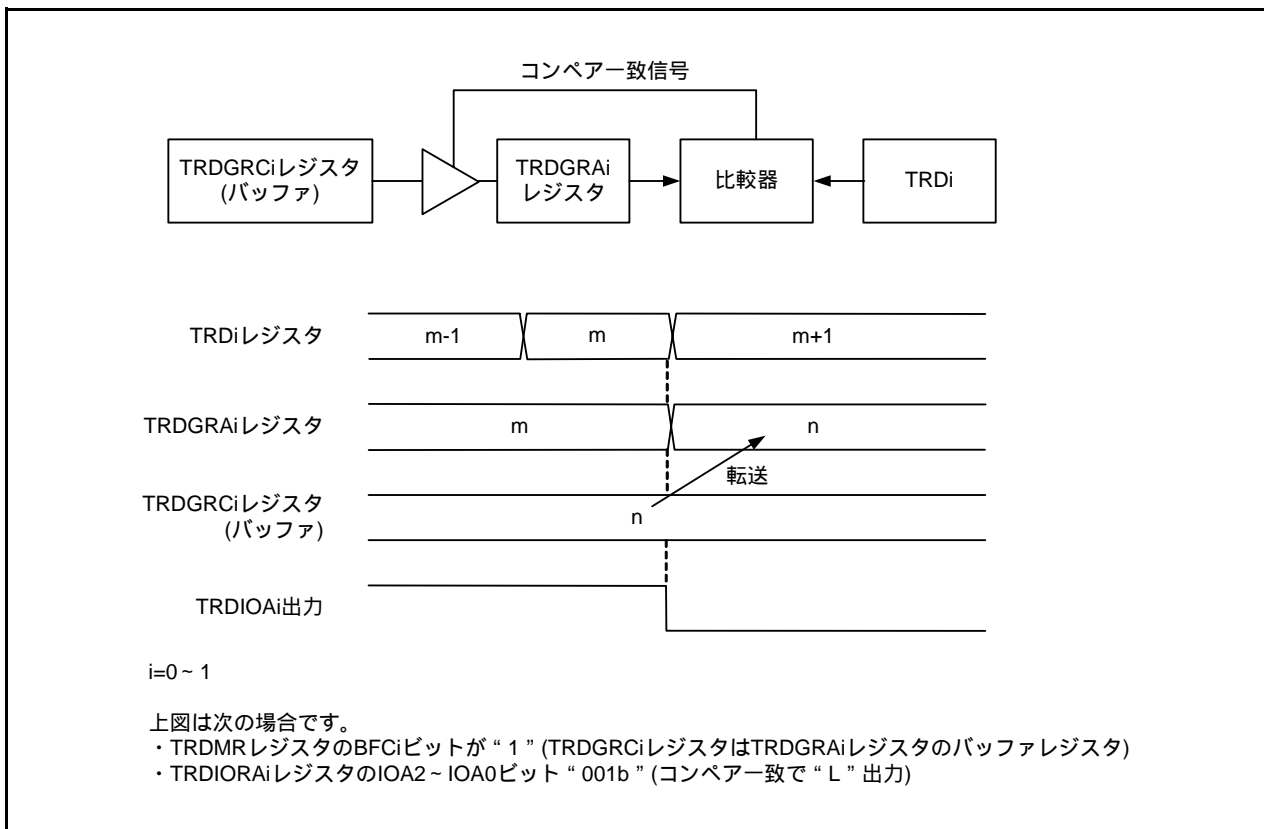 コンペア一致信号
TRDGRCiレジスタ
(バッファ)
TRDGRAi
レジスタ
比較器
TRDi
TRDiレジスタ
m-1
m
m+1
TRDGRAiレジスタ
m
n
転送
TRDGRCiレジスタ
(バッファ)
n
TRDIOAi出力
i=0～1
上図は次の場合です。
・TRDMRレジスタのBFCiビットが“1”(TRDGRCiレジスタはTRDGRAiレジスタのバッファレジスタ)
・TRDIORAiレジスタのIOA2～IOA0ビット“001b”(コンペア一致で“L”出力)